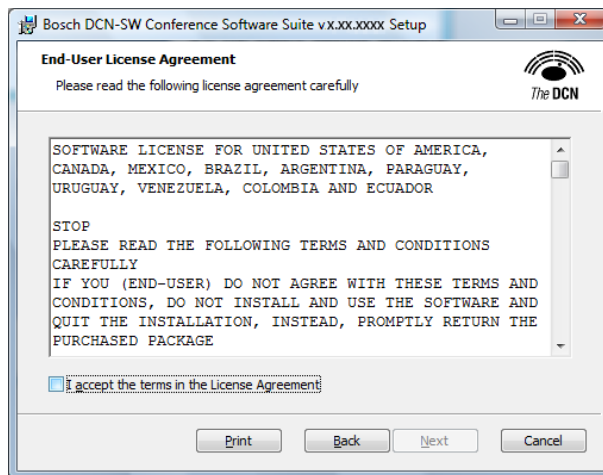 Bosch DCN-SW Conference Software Suite vx.xx.xxxx Setup
End-User License Agreement
Please read the following license agreement carefully
The DCN
SOFTWARE LICENSE FOR UNITED STATES OF AMERICA,
CANADA, MEXICO, BRAZIL, ARGENTINA, PARAGUAY,
URUGUAY, VENEZUELA, COLOMBIA AND ECUADOR
STOP
PLEASE READ THE FOLLOWING TERMS AND CONDITIONS
CAREFULLY
IF YOU (END-USER) DO NOT AGREE WITH THESE TERMS AND
CONDITIONS, DO NOT INSTALL AND USE THE SOFTWARE AND
QUIT THE INSTALLATION, INSTEAD, PROMPTLY RETURN THE
PURCHASED PACKAGE
I accept the terms in the License Agreement
Print Back Next Cancel